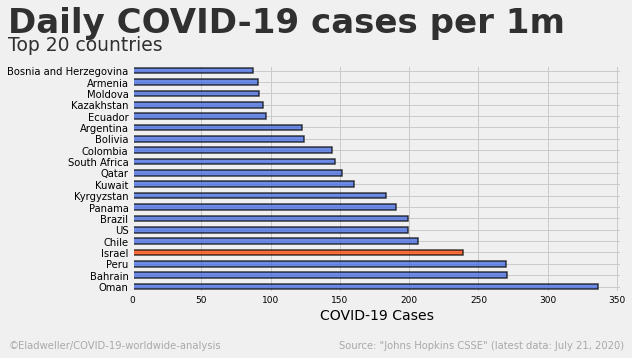 Daily COVID-19 cases per 1m
Top 20 countries
Bosnia and Herzegovina
Armenia
Moldova
Kazakhstan
Ecuador
Argentina
Bolivia
Colombia
South Africa
Qatar
Kuwait
Kyrgyzstan
Panama
Brazil
US
Chile
Israel
Peru
Bahrain
Oman
0 50 100 150 200 250 300 350
COVID-19 Cases
©Eladweller/COVID-19-worldwide-analysis
Source: "Johns Hopkins CSSE" (latest data: July 21, 2020)